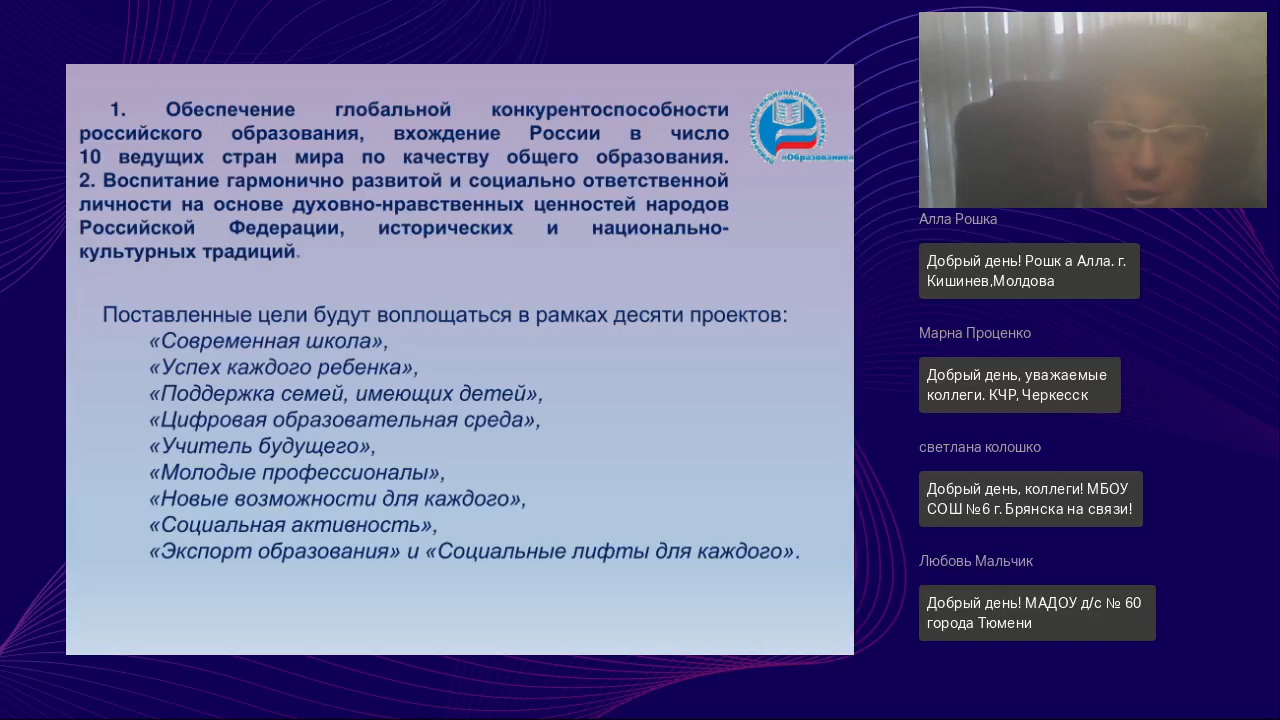 1. Обеспечение глобальной конкурентоспособности
российского образования, вхождение России в число
10 ведущих стран мира по качеству общего образования.
2. Воспитание гармонично развитой и социально ответственной
личности на основе духовно-нравственных ценностей народов
Российской Федерации, исторических и национально-
культурных традиций.
ПРИОРИТЕТНЫЕ НАЦИОНАЛЬНЫЕ ПРОЕКТЫ
«Образование»
Поставленные цели будут воплощаться в рамках десяти проектов:
«Современная школа»,
«Успех каждого ребенка»,
«Поддержка семей, имеющих детей»,
«Цифровая образовательная среда»,
«Учитель будущего»,
«Молодые профессионалы»,
«Новые возможности для каждого»,
«Социальная активность»,
«Экспорт образования» и «Социальные лифты для каждого».
Алла Рошка
Добрый день! Рошк а Алла. г.
Кишинев,Молдова
Марна Проценко
Добрый день, уважаемые
коллеги. КЧР, Черкесск
светлана колошко
Добрый день, коллеги! МБОУ
СОШ №6 г. Брянска на связи!
Любовь Мальчик
Добрый день! МАДОУ д/с № 60
города Тюмени